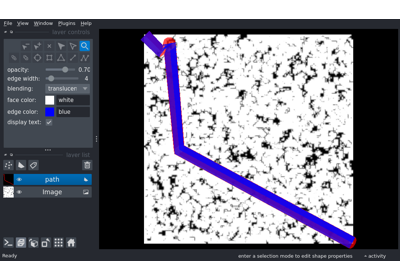 File View Window Plugins Help
layer controls
opacity: 0.70
edge width: 4
blending: translucen
face color: white
edge color: blue
display text:
layer list
path
Image
Ready enter a selection mode to edit shape properties activity